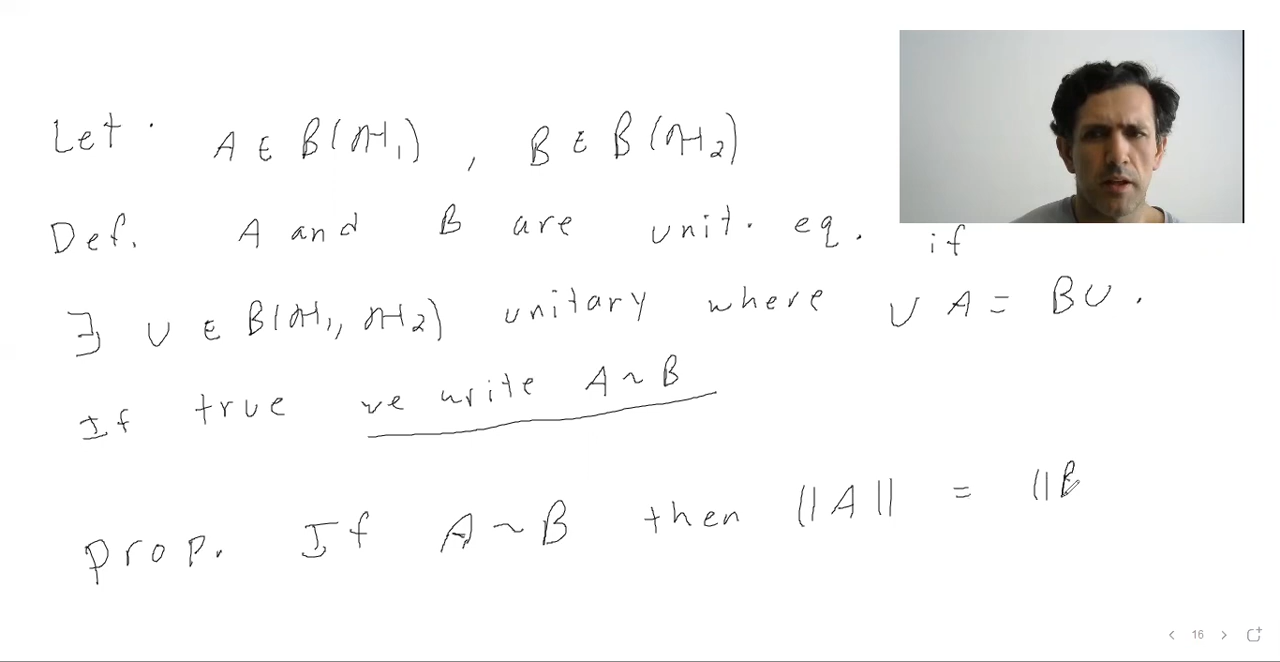 Let. A ∈ B(H₁), B ∈ B(H₂)
Def. A and B are unit. eq. if
∃ U ∈ B(H₁, H₂) unitary where UA = BU.
If true we write A ~ B
prop. If A ~ B then ||A|| = ||B
16